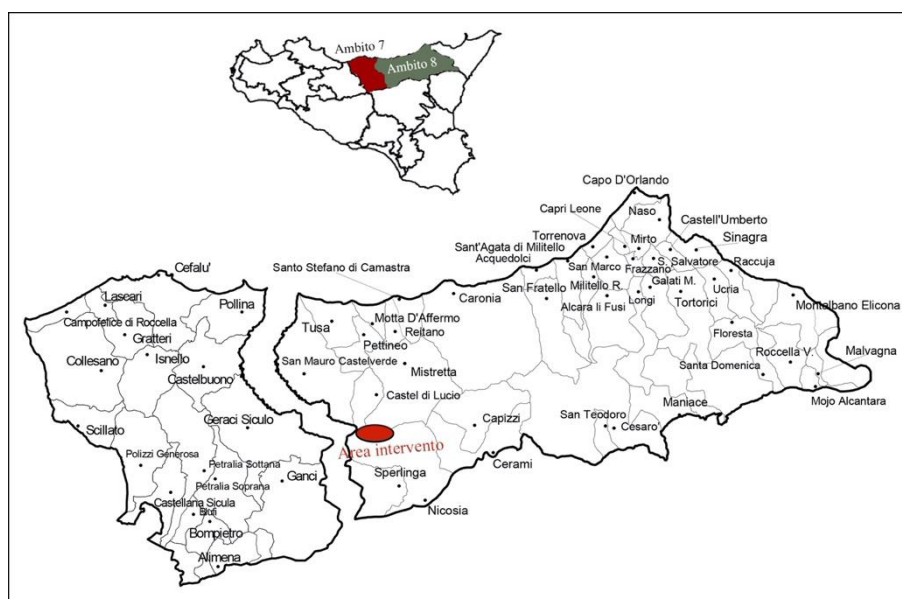 Ambito 7
Ambito 8
Capo D'Orlando
Capri Leone
Naso
Castell'Umberto
Torrenova
Mirto
Sinagra
Sant'Agata di Militello
Acquedolci
San Marco
S. Salvatore
Frazzano
Raccuja
Santo Stefano di Camastra
Caronia
San Fratello
Militello R.
Galati M.
Ucria
Alcara li Fusi
Longi
Tortorici
Montalbano Elicona
Cefalu'
Lascari
Pollina
Campofelice di Roccella
Gratteri
Tusa
Motta D'Affermo
Reitano
Pettineo
Floresta
Collesano
Isnello
Castelbuono
San Mauro Castelverde
Mistretta
Santa Domenica
Roccella V.
Malvagna
Castel di Lucio
Maniace
Mojo Alcantara
Scillato
Geraci Siculo
Capizzi
San Teodoro
Cesaro'
Area intervento
Polizzi Generosa
Petralia Sottana
Petralia Soprana
Ganci
Sperlinga
Cerami
Castellana Sicula
Blufi
Nicosia
Bompietro
Alimena